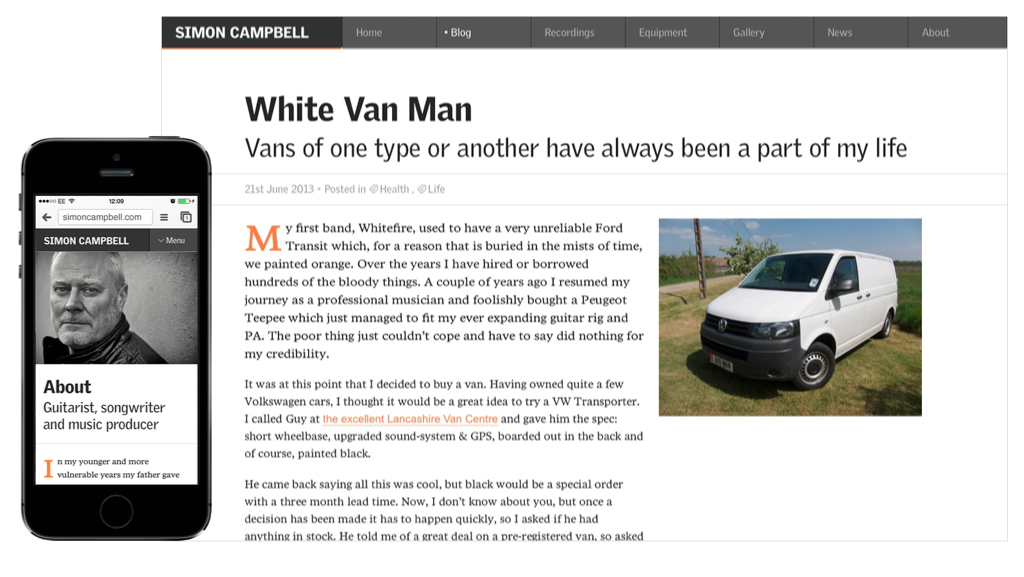 SIMON CAMPBELL Home • Blog Recordings Equipment Gallery News About
White Van Man
Vans of one type or another have always been a part of my life
21st June 2013 • Posted in Health , Life
My first band, Whitefire, used to have a very unreliable Ford
Transit which, for a reason that is buried in the mists of time,
we painted orange. Over the years I have hired or borrowed
hundreds of the bloody things. A couple of years ago I resumed my
journey as a professional musician and foolishly bought a Peugeot
Teepee which just managed to fit my ever expanding guitar rig and
PA. The poor thing just couldn't cope and have to say did nothing for
my credibility.
It was at this point that I decided to buy a van. Having owned quite a few
Volkswagen cars, I thought it would be a great idea to try a VW Transporter.
I called Guy at the excellent Lancashire Van Centre and gave him the spec:
short wheelbase, upgraded sound-system & GPS, boarded out in the back and
of course, painted black.
He came back saying all this was cool, but black would be a special order
with a three month lead time. Now, I don't know about you, but once a
decision has been made it has to happen quickly, so I asked if he had
anything in stock. He told me of a great deal on a pre-registered van, so asked
EE 12:09
simoncampbell.com 1
SIMON CAMPBELL Menu
About
Guitarist, songwriter
and music producer
In my younger and more
vulnerable years my father gave